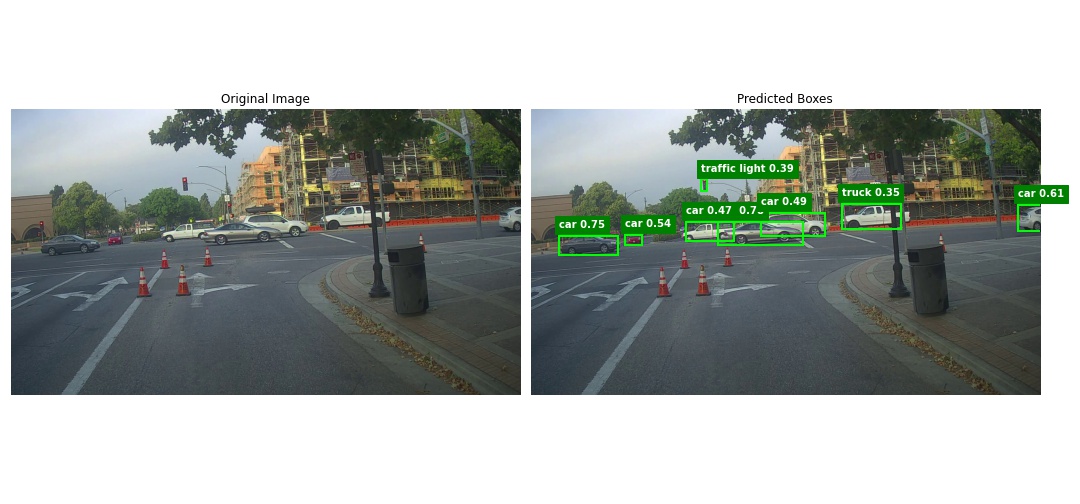 Original Image
Predicted Boxes
traffic light 0.39
car 0.61
truck 0.35
car 0.49
car 0.47
car 0.75
car 0.54